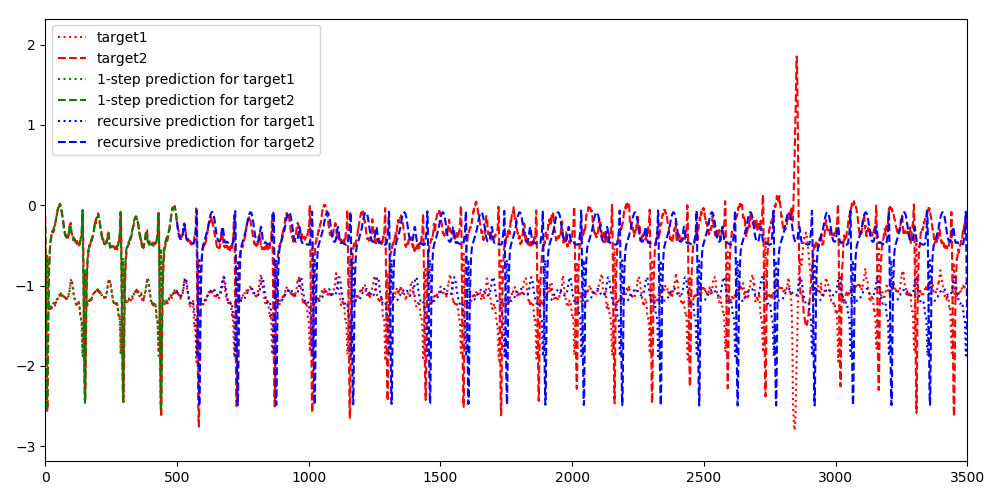 target1
target2
1-step prediction for target1
1-step prediction for target2
recursive prediction for target1
recursive prediction for target2
2
1
0
−1
−2
−3
0 500 1000 1500 2000 2500 3000 3500